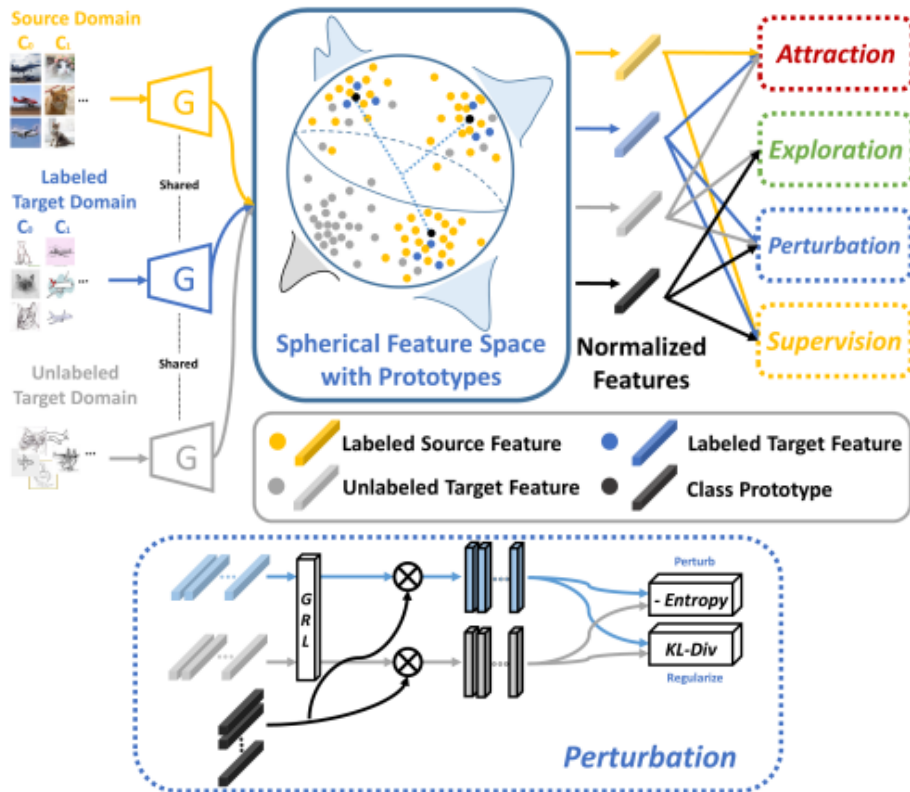 Source Domain
C₀ C₁
...
G
Shared
Labeled
Target Domain
C₀ C₁
...
G
Shared
Unlabeled
Target Domain
...
G
Spherical Feature Space
with Prototypes
Normalized
Features
Attraction
Exploration
Perturbation
Supervision
Labeled Source Feature
Labeled Target Feature
Unlabeled Target Feature
Class Prototype
...
GRL
...
Perturb
- Entropy
...
...
KL-Div
Regularize
...
Perturbation